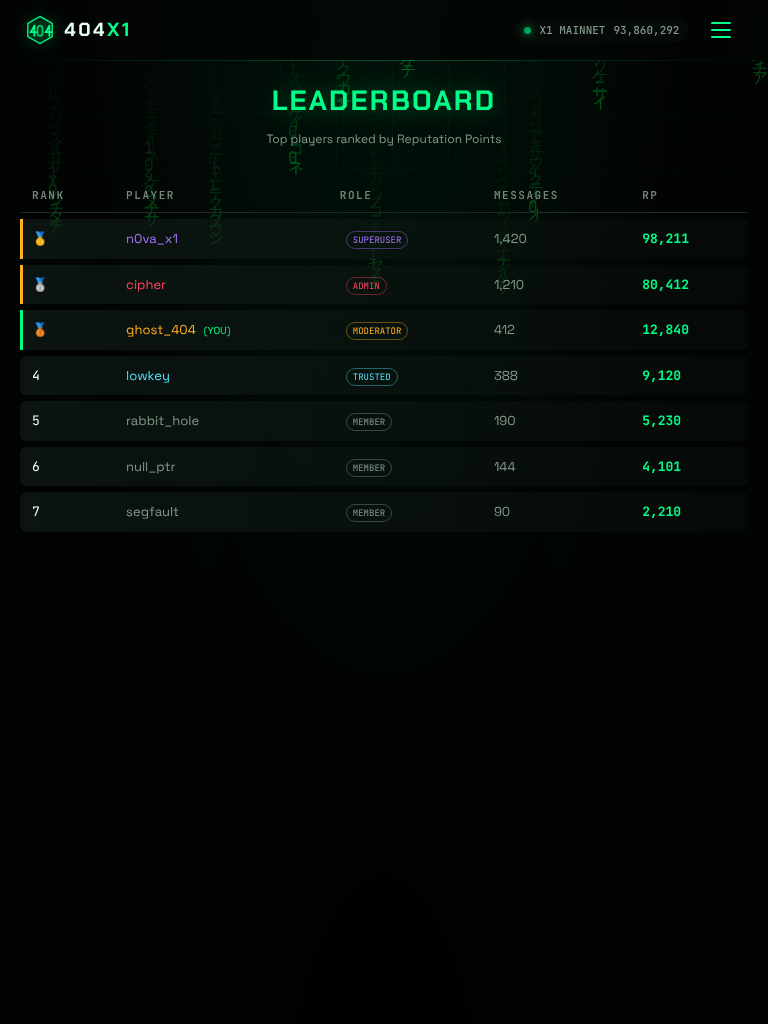 404 404X1 X1 MAINNET 93,860,292
LEADERBOARD
Top players ranked by Reputation Points
RANK PLAYER ROLE MESSAGES RP
🥇 n0va_x1 SUPERUSER 1,420 98,211
🥈 cipher ADMIN 1,210 80,412
🥉 ghost_404 (YOU) MODERATOR 412 12,840
4 lowkey TRUSTED 388 9,120
5 rabbit_hole MEMBER 190 5,230
6 null_ptr MEMBER 144 4,101
7 segfault MEMBER 90 2,210